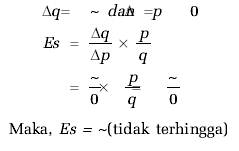 Δq = ~ dan Δp = 0
Es = Δq/Δp × p/q
= ~/0 × p/q = ~/0
Maka, Es = ~(tidak terhingga)